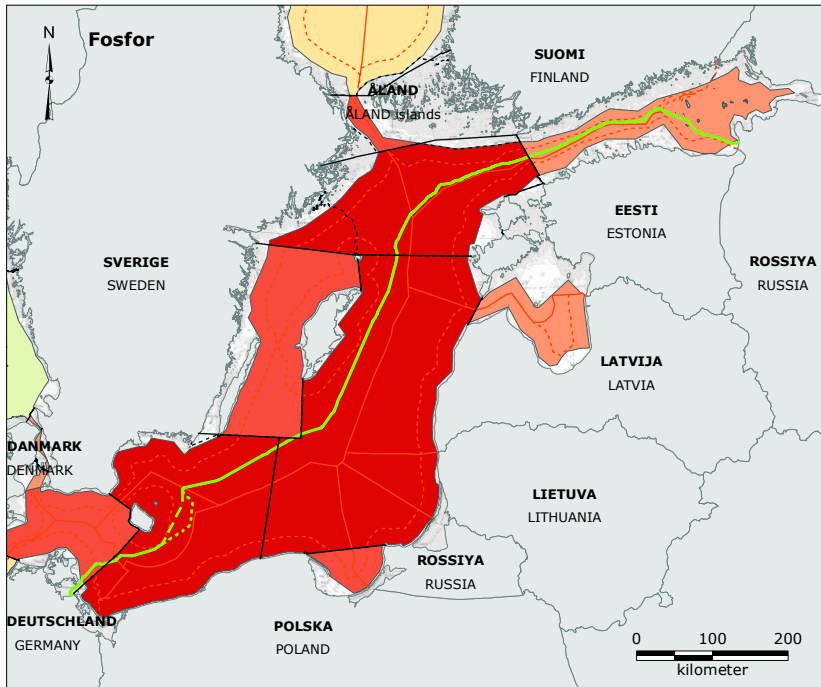 N
Fosfor
SUOMI
FINLAND
ÅLAND
ÅLAND islands
EESTI
ESTONIA
SVERIGE
SWEDEN
ROSSIYA
RUSSIA
LATVIJA
LATVIA
DANMARK
DENMARK
LIETUVA
LITHUANIA
ROSSIYA
RUSSIA
DEUTSCHLAND
GERMANY
POLSKA
POLAND
0 100 200
kilometer